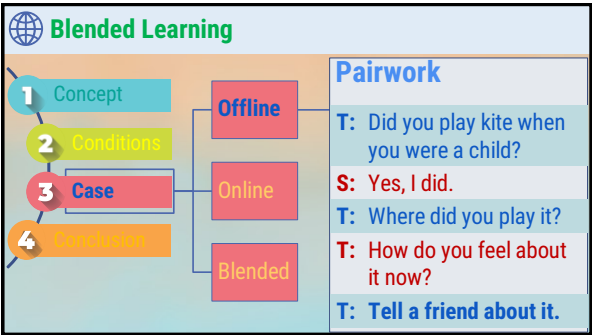 Blended Learning
1 Concept
2 Conditions
3 Case
4 Conclusion
Offline
Online
Blended
Pairwork
T: Did you play kite when
you were a child?
S: Yes, I did.
T: Where did you play it?
T: How do you feel about
it now?
T: Tell a friend about it.